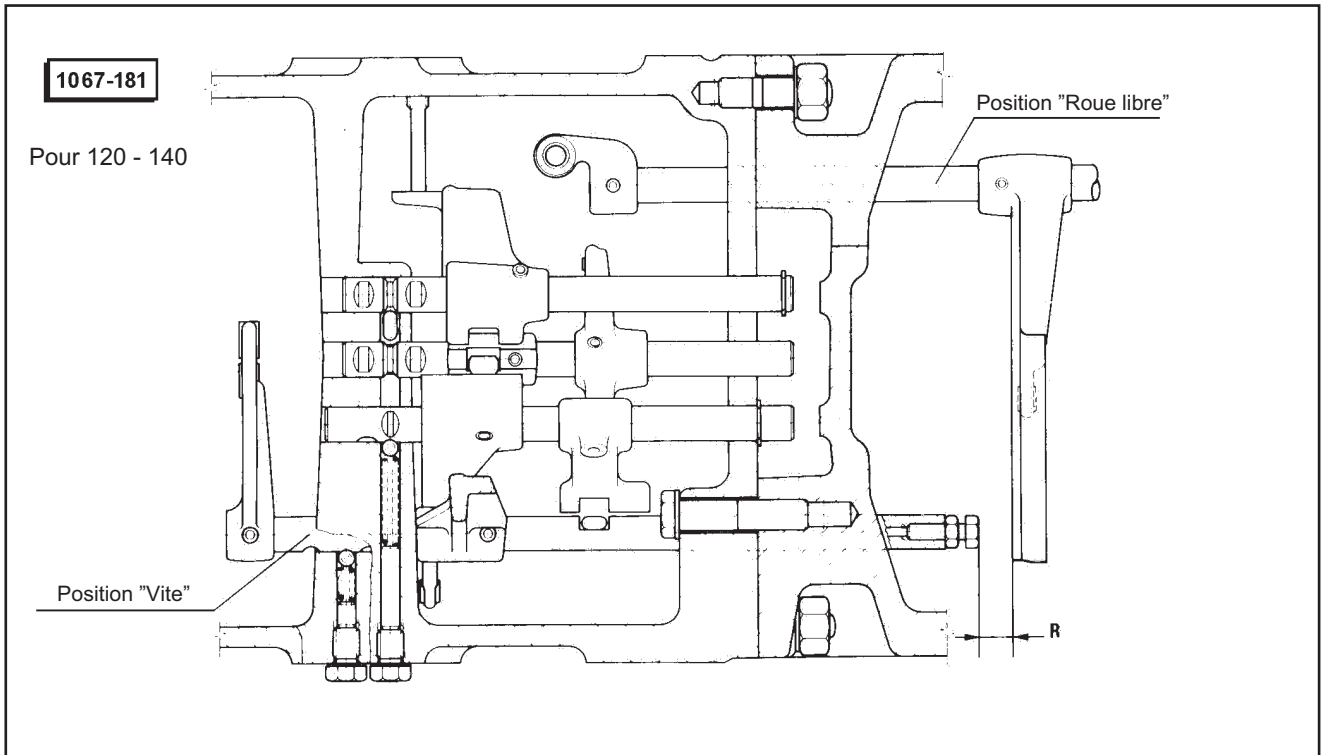 1067-181
Position ”Roue libre”
Pour 120 - 140
Position ”Vite”
R